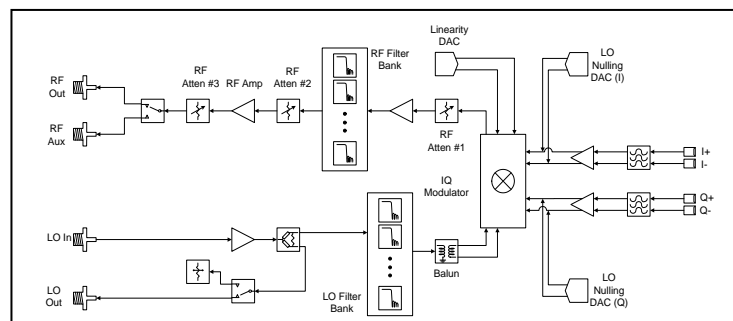 Linearity
DAC
LO
Nulling
DAC (I)
RF Filter
Bank
RF
Out
RF
Atten #3
RF Amp
RF
Atten #2
RF
Aux
RF
Atten #1
I+
I-
IQ
Modulator
Q+
Q-
LO In
LO
Out
Balun
LO Filter
Bank
LO
Nulling
DAC (Q)